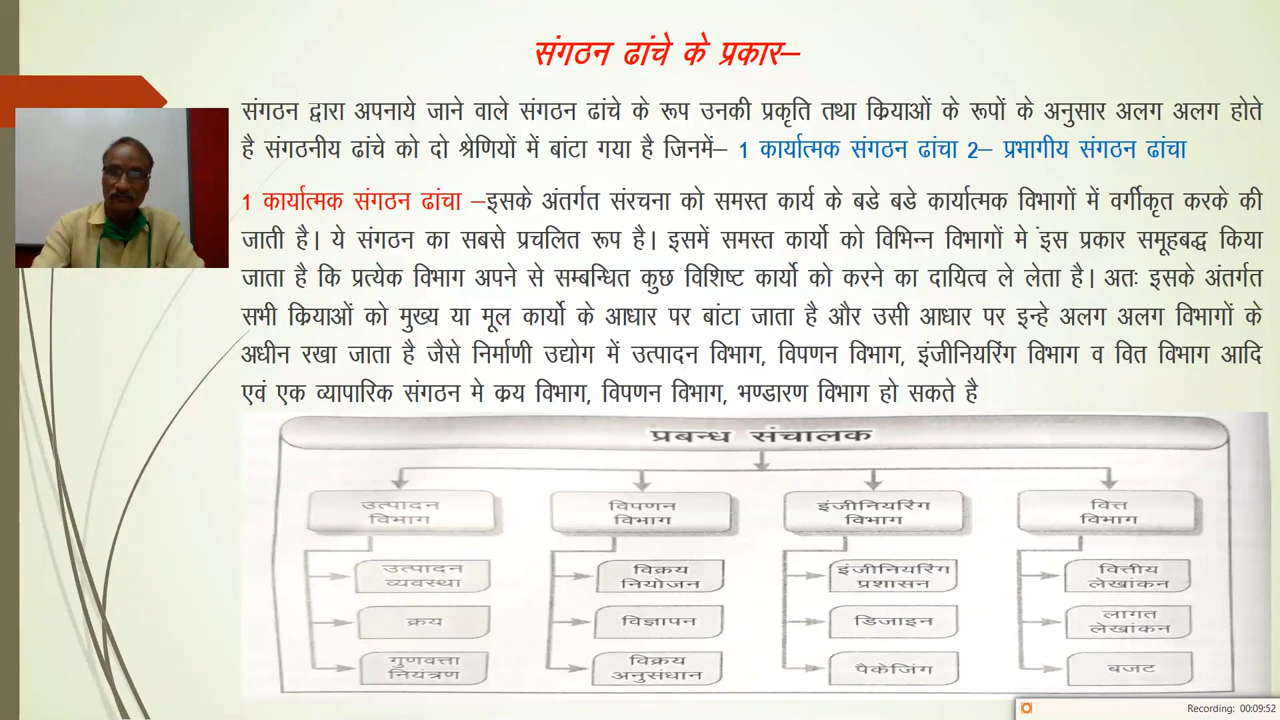 संगठन ढांचे के प्रकार–
संगठन द्वारा अपनाये जाने वाले संगठन ढांचे के रूप उनकी प्रकृति तथा क्रियाओं के रूपों के अनुसार अलग अलग होते
है संगठनीय ढांचे को दो श्रेणियों में बांटा गया है जिनमें– 1 कार्यात्मक संगठन ढांचा 2– प्रभागीय संगठन ढांचा
1 कार्यात्मक संगठन ढांचा –इसके अंतर्गत संरचना को समस्त कार्य के बडे बडे कार्यात्मक विभागों में वर्गीकृत करके की
जाती है। ये संगठन का सबसे प्रचलित रूप है। इसमें समस्त कार्यो को विभिन्न विभागों मे इस प्रकार समूहबद्ध किया
जाता है कि प्रत्येक विभाग अपने से सम्बन्धित कुछ विशिष्ट कार्यो को करने का दायित्व ले लेता है। अतः इसके अंतर्गत
सभी क्रियाओं को मुख्य या मूल कार्यो के आधार पर बांटा जाता है और उसी आधार पर इन्हे अलग अलग विभागों के
अधीन रखा जाता है जैसे निर्माणी उद्योग में उत्पादन विभाग, विपणन विभाग, इंजीनियरिंग विभाग व वित विभाग आदि
एवं एक व्यापारिक संगठन मे क्रय विभाग, विपणन विभाग, भण्डारण विभाग हो सकते है
प्रबन्ध संचालक
उत्पादन विभाग
विपणन विभाग
इंजीनियरिंग विभाग
वित्त विभाग
उत्पादन व्यवस्था
विक्रय नियोजन
इंजीनियरिंग प्रशासन
वित्तीय लेखांकन
क्रय
विज्ञापन
डिजाइन
लागत लेखांकन
गुणवत्ता नियंत्रण
विक्रय अनुसंधान
पैकेजिंग
बजट
Recording: 00:09:52